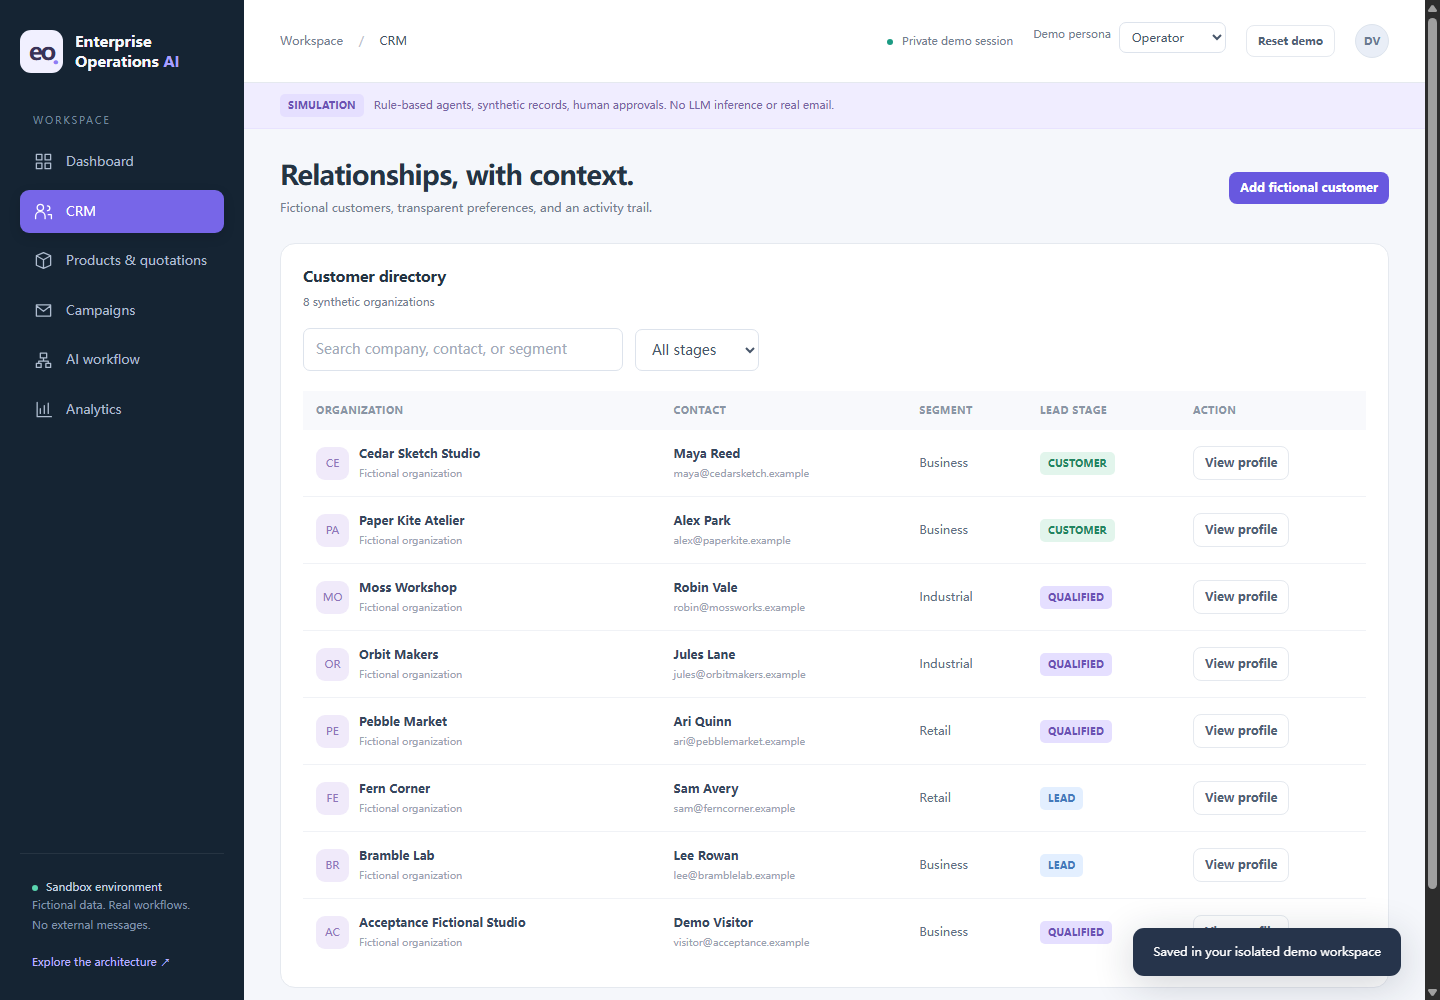 eo.
Enterprise
Operations AI
WORKSPACE
Dashboard
CRM
Products & quotations
Campaigns
AI workflow
Analytics
Sandbox environment
Fictional data. Real workflows.
No external messages.
Explore the architecture ↗
Workspace / CRM
Private demo session
Demo persona
Operator
Reset demo
DV
SIMULATION Rule-based agents, synthetic records, human approvals. No LLM inference or real email.
Relationships, with context.
Fictional customers, transparent preferences, and an activity trail.
Add fictional customer
Customer directory
8 synthetic organizations
Search company, contact, or segment
All stages
ORGANIZATION CONTACT SEGMENT LEAD STAGE ACTION
CE Cedar Sketch Studio Maya Reed Business CUSTOMER View profile
Fictional organization maya@cedarsketch.example
PA Paper Kite Atelier Alex Park Business CUSTOMER View profile
Fictional organization alex@paperkite.example
MO Moss Workshop Robin Vale Industrial QUALIFIED View profile
Fictional organization robin@mossworks.example
OR Orbit Makers Jules Lane Industrial QUALIFIED View profile
Fictional organization jules@orbitmakers.example
PE Pebble Market Ari Quinn Retail QUALIFIED View profile
Fictional organization ari@pebblemarket.example
FE Fern Corner Sam Avery Retail LEAD View profile
Fictional organization sam@ferncorner.example
BR Bramble Lab Lee Rowan Business LEAD View profile
Fictional organization lee@bramblelab.example
AC Acceptance Fictional Studio Demo Visitor Business QUALIFIED
Fictional organization visitor@acceptance.example
Saved in your isolated demo workspace